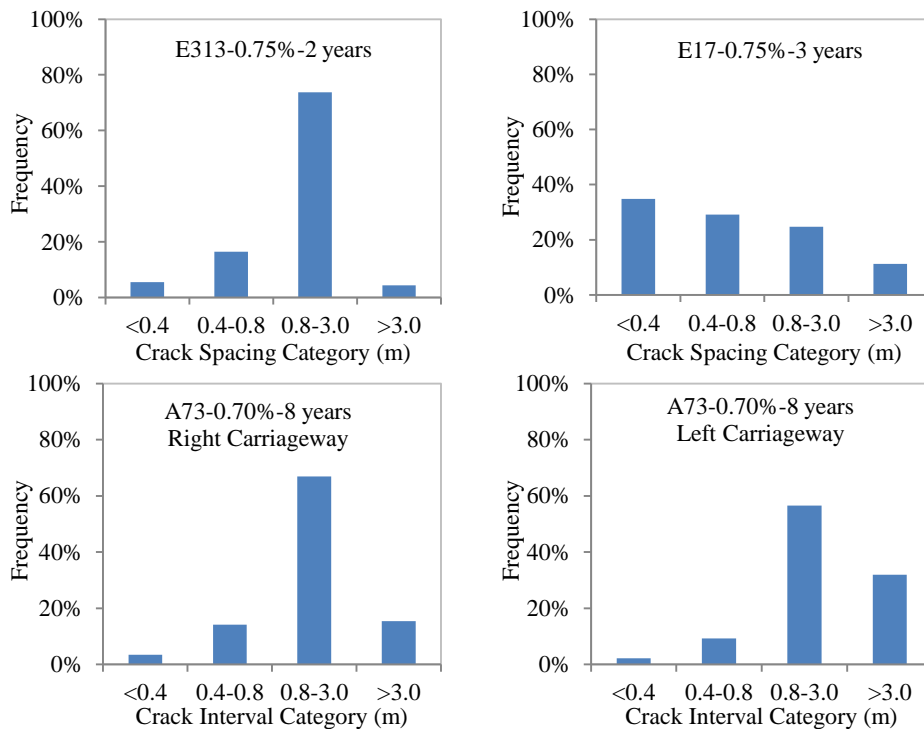 100%
80%
60%
40%
20%
0%
Frequency
E313-0.75%-2 years
<0.4 0.4-0.8 0.8-3.0 >3.0
Crack Spacing Category (m)
100%
80%
60%
40%
20%
0%
Frequency
E17-0.75%-3 years
<0.4 0.4-0.8 0.8-3.0 >3.0
Crack Spacing Category (m)
100%
80%
60%
40%
20%
0%
Frequency
A73-0.70%-8 years
Right Carriageway
<0.4 0.4-0.8 0.8-3.0 >3.0
Crack Interval Category (m)
100%
80%
60%
40%
20%
0%
Frequency
A73-0.70%-8 years
Left Carriageway
<0.4 0.4-0.8 0.8-3.0 >3.0
Crack Interval Category (m)